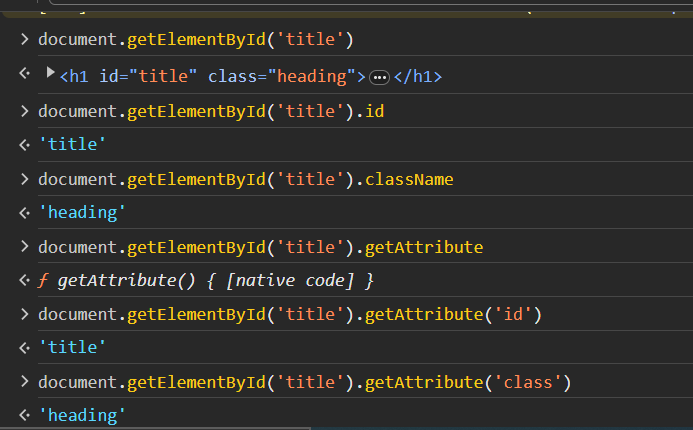 > document.getElementById('title')
<h1 id="title" class="heading">…</h1>
> document.getElementById('title').id
'title'
> document.getElementById('title').className
'heading'
> document.getElementById('title').getAttribute
ƒ getAttribute() { [native code] }
> document.getElementById('title').getAttribute('id')
'title'
> document.getElementById('title').getAttribute('class')
'heading'